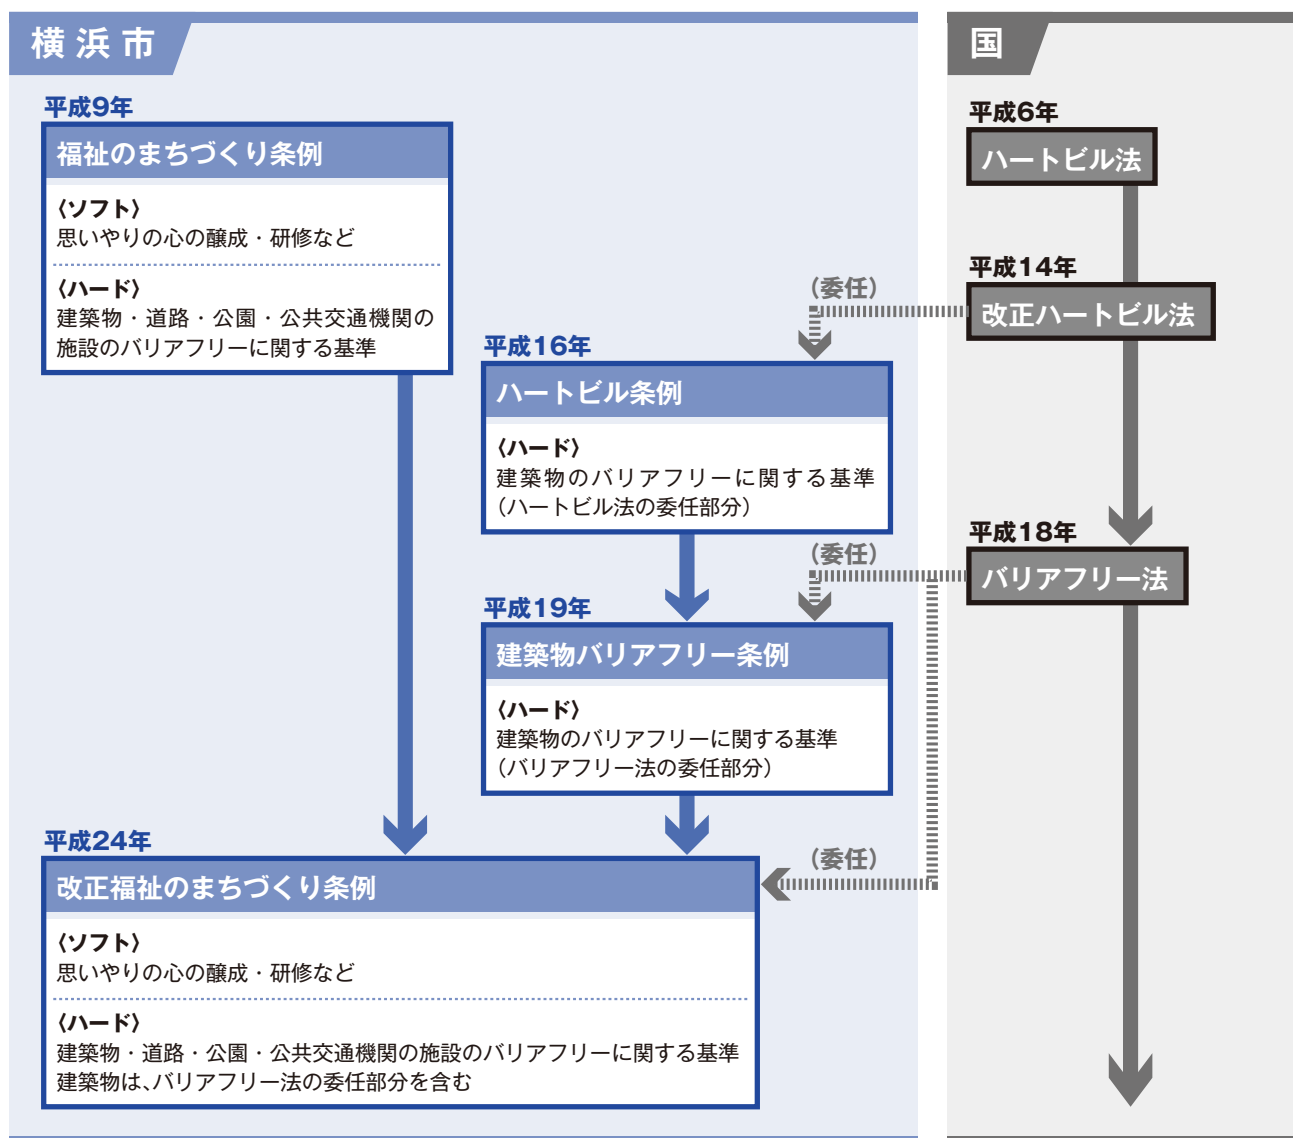 横浜市
平成9年
福祉のまちづくり条例
〈ソフト〉
思いやりの心の醸成・研修など
〈ハード〉
建築物・道路・公園・公共交通機関の
施設のバリアフリーに関する基準
平成16年
ハートビル条例
〈ハード〉
建築物のバリアフリーに関する基準
（ハートビル法の委任部分）
平成19年
建築物バリアフリー条例
〈ハード〉
建築物のバリアフリーに関する基準
（バリアフリー法の委任部分）
平成24年
改正福祉のまちづくり条例
〈ソフト〉
思いやりの心の醸成・研修など
〈ハード〉
建築物・道路・公園・公共交通機関の施設のバリアフリーに関する基準
建築物は、バリアフリー法の委任部分を含む
（委任）
（委任）
（委任）
国
平成6年
ハートビル法
平成14年
改正ハートビル法
平成18年
バリアフリー法